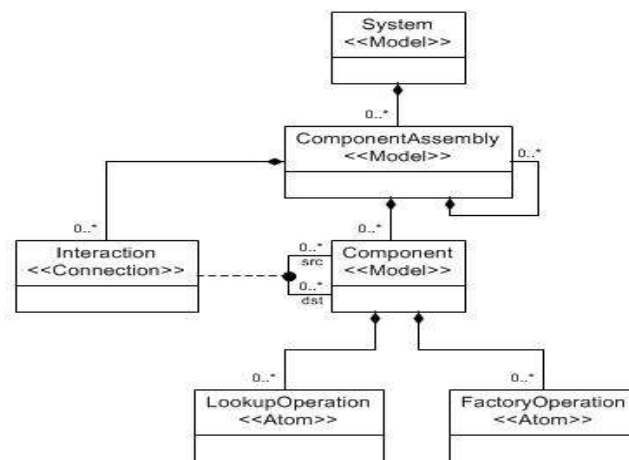 System
<<Model>>
0..*
ComponentAssembly
<<Model>>
0..*
0..*
0..*
Interaction
<<Connection>>
0..*
src
0..*
dst
Component
<<Model>>
0..*
0..*
LookupOperation
<<Atom>>
FactoryOperation
<<Atom>>